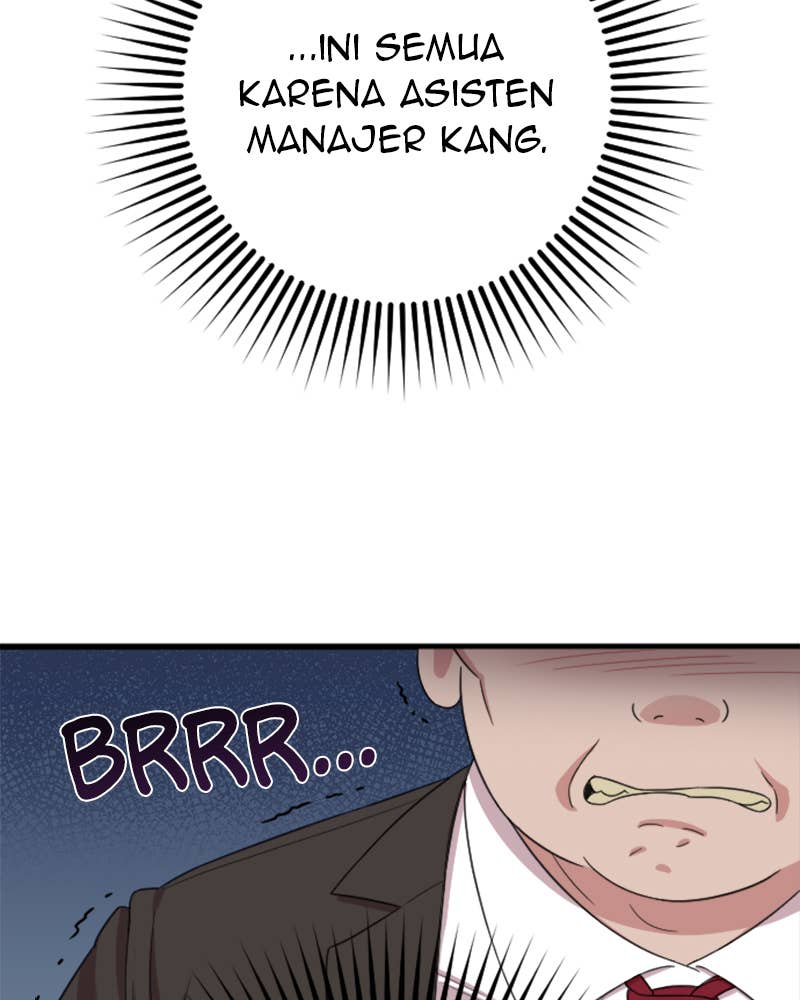 ...INI SEMUA
KARENA ASISTEN
MANAJER KANG.
BRRR...